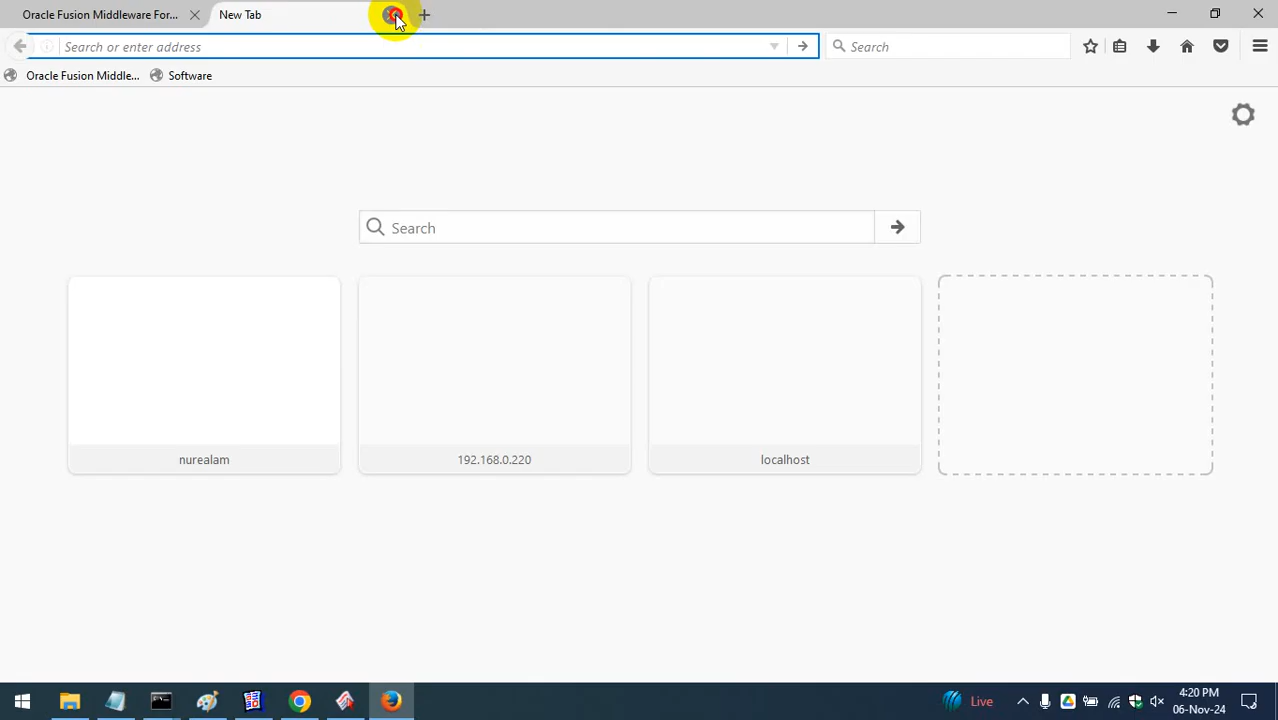 Oracle Fusion Middleware For...
New Tab
Search or enter address
Search
Oracle Fusion Middle...
Software
Search
nurealam
192.168.0.220
localhost
Live
4:20 PM
06-Nov-24